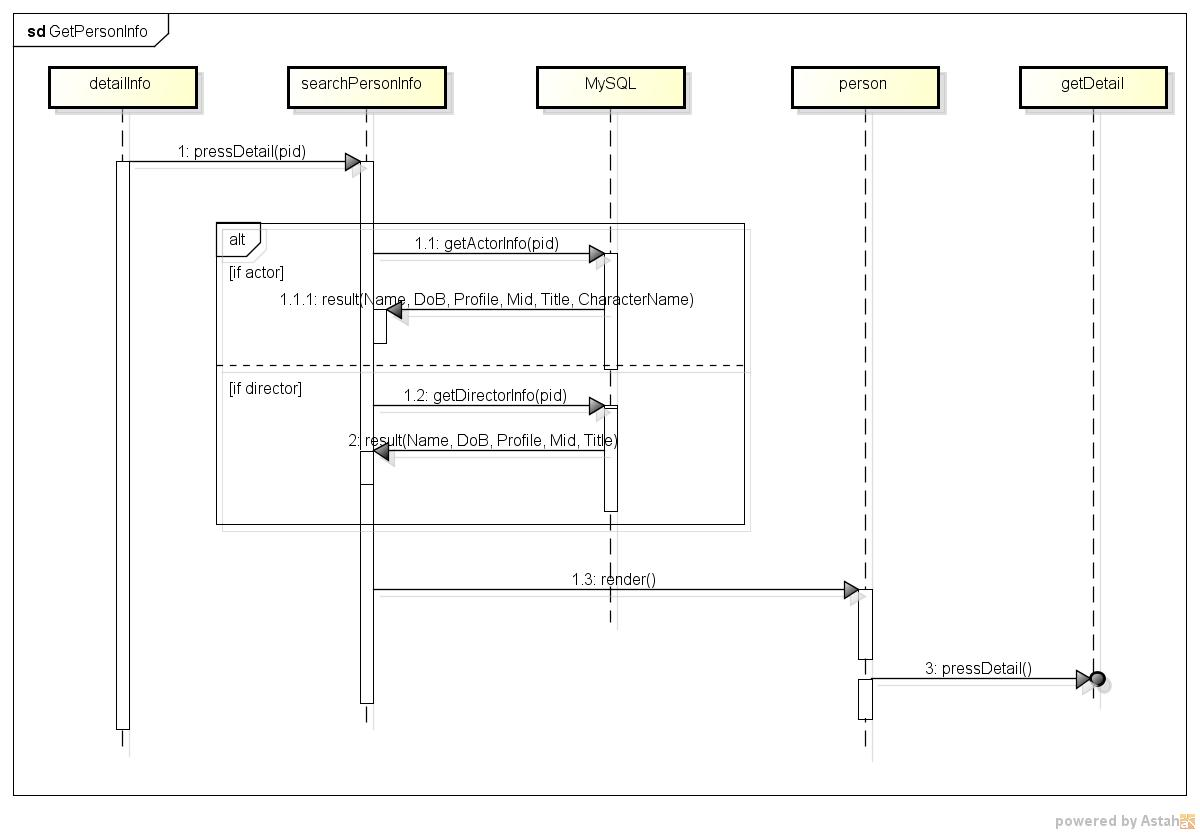 sd GetPersonInfo
detailInfo
searchPersonInfo
MySQL
person
getDetail
1: pressDetail(pid)
alt
1.1: getActorInfo(pid)
[if actor]
1.1.1: result(Name, DoB, Profile, Mid, Title, CharacterName)
[if director]
1.2: getDirectorInfo(pid)
2: result(Name, DoB, Profile, Mid, Title)
1.3: render()
3: pressDetail()
powered by Astah